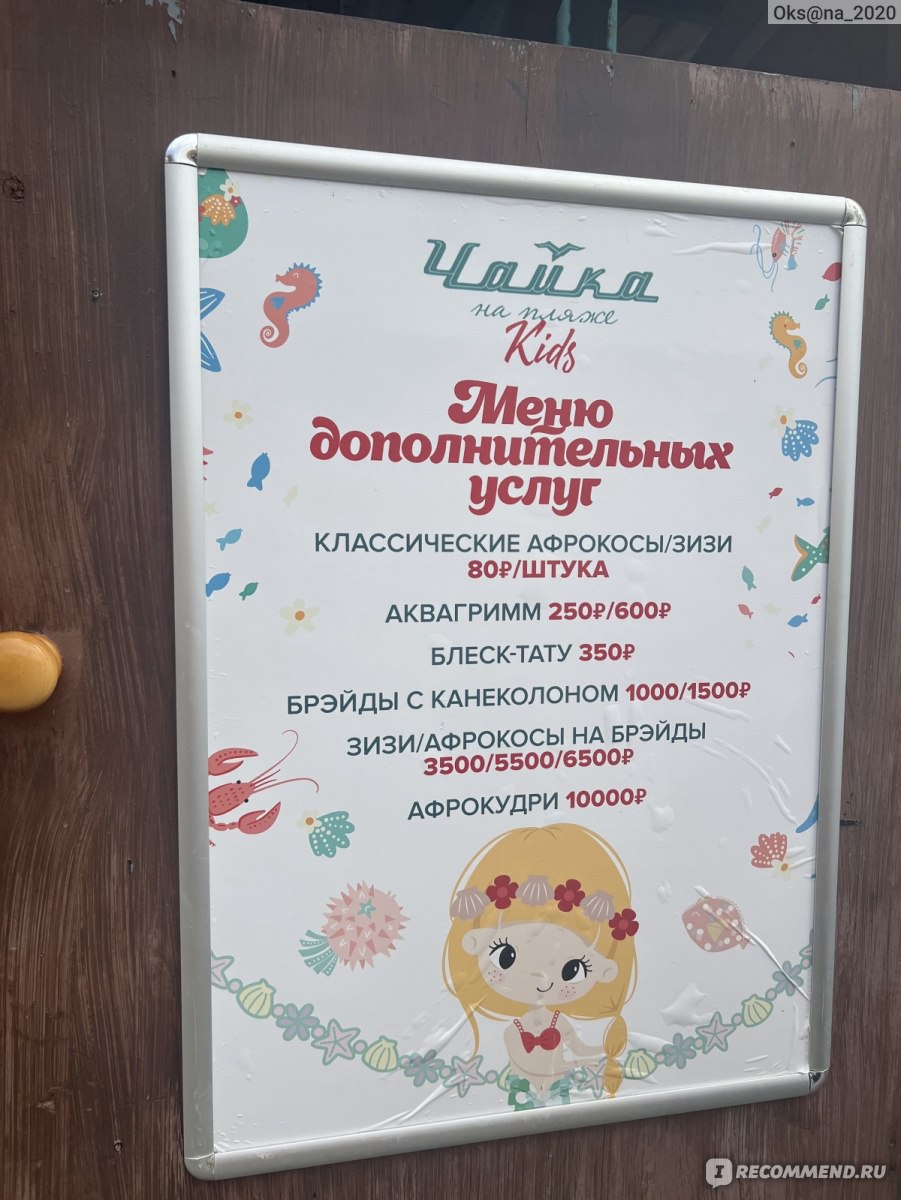 Oks@na_2020
Чайка
на пляже
Kids
Меню
дополнительных
услуг
КЛАССИЧЕСКИЕ АФРОКОСЫ/ЗИЗИ
80₽/ШТУКА
АКВАГРИММ 250₽/600₽
БЛЕСК-ТАТУ 350₽
БРЭЙДЫ С КАНЕКОЛОНОМ 1000/1500₽
ЗИЗИ/АФРОКОСЫ НА БРЭЙДЫ
3500/5500/6500₽
АФРОКУДРИ 10000₽
IRECOMMEND.RU